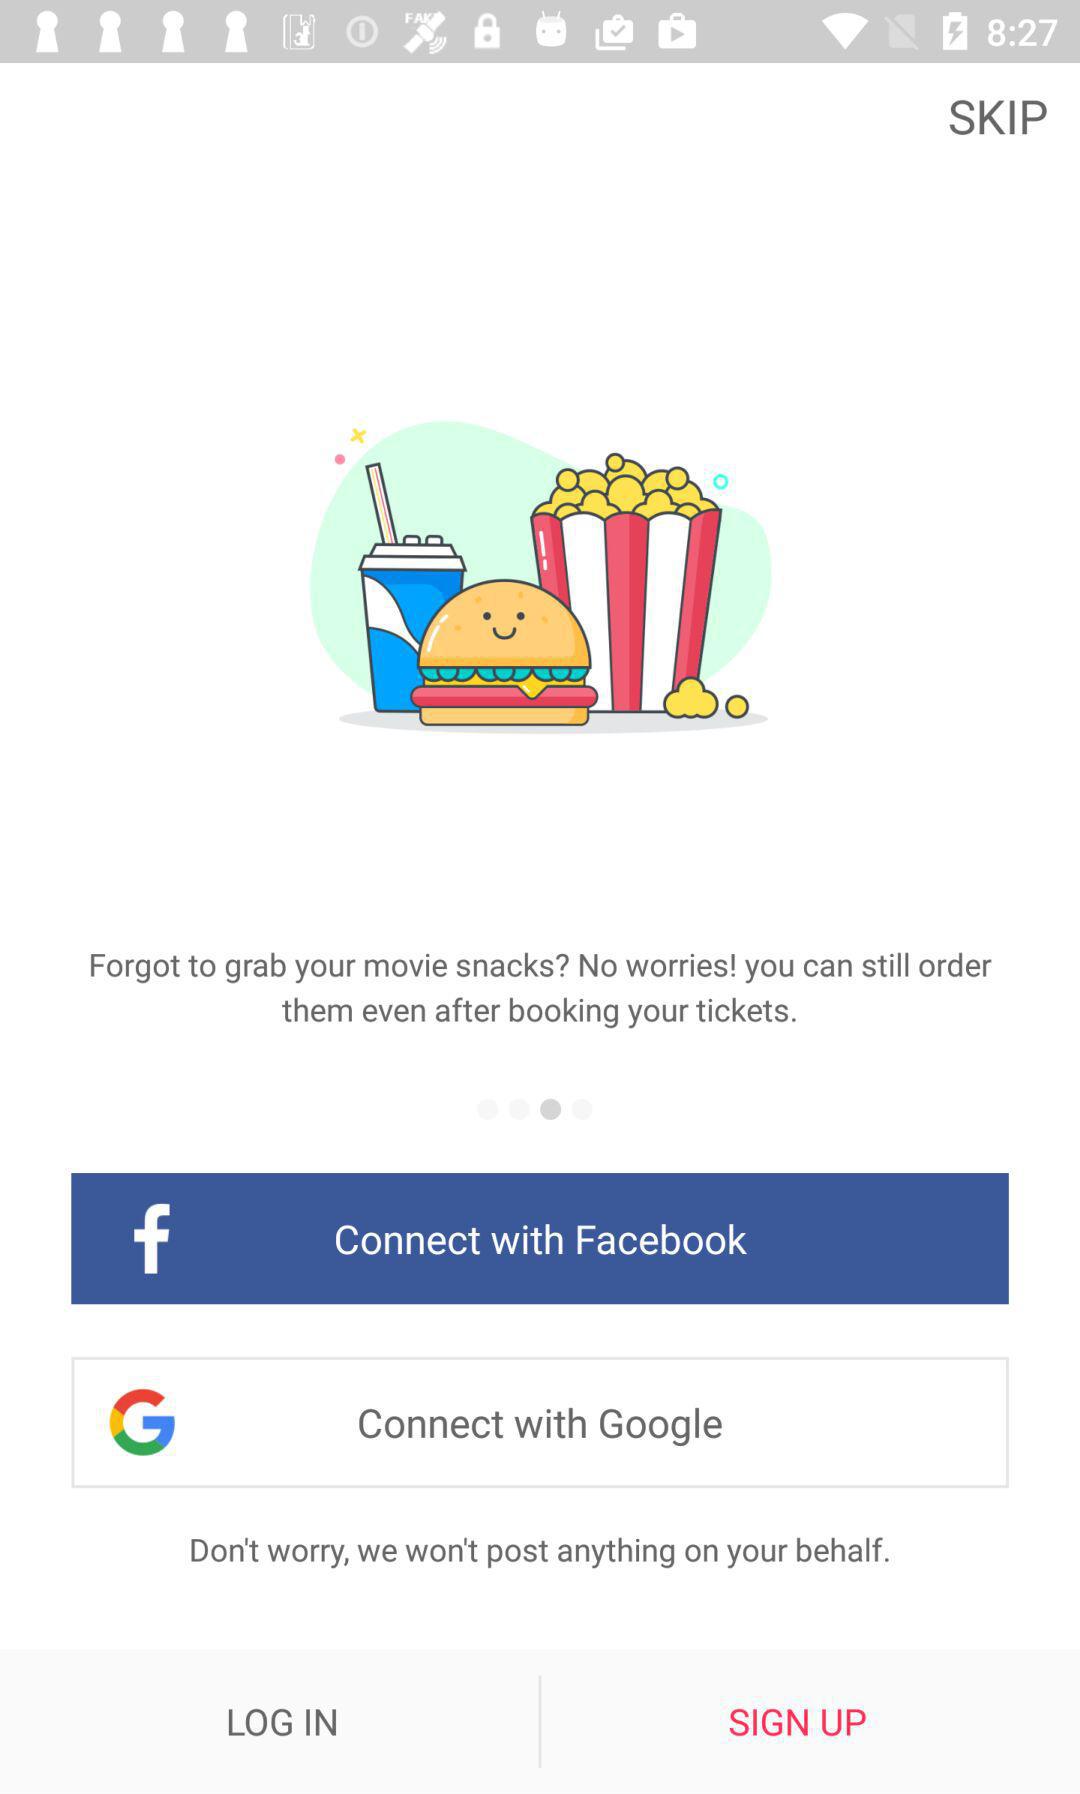 FAKE
8:27
SKIP
Forgot to grab your movie snacks? No worries! you can still order
them even after booking your tickets.
Connect with Facebook
Connect with Google
Don't worry, we won't post anything on your behalf.
LOG IN
SIGN UP